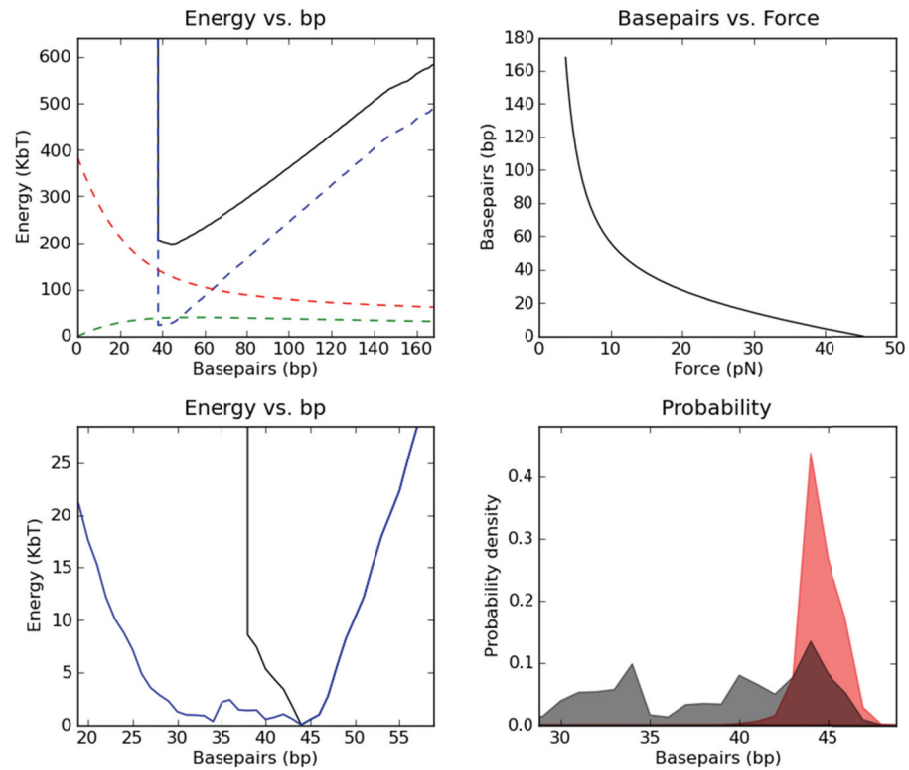 Energy vs. bp
Energy (KbT)
600
500
400
300
200
100
0
0 20 40 60 80 100 120 140 160
Basepairs (bp)
Basepairs vs. Force
Basepairs (bp)
180
160
140
120
100
80
60
40
20
0
0 10 20 30 40 50
Force (pN)
Energy vs. bp
Energy (KbT)
25
20
15
10
5
0
20 25 30 35 40 45 50 55
Basepairs (bp)
Probability
Probability density
0.4
0.3
0.2
0.1
0.0
30 35 40 45
Basepairs (bp)